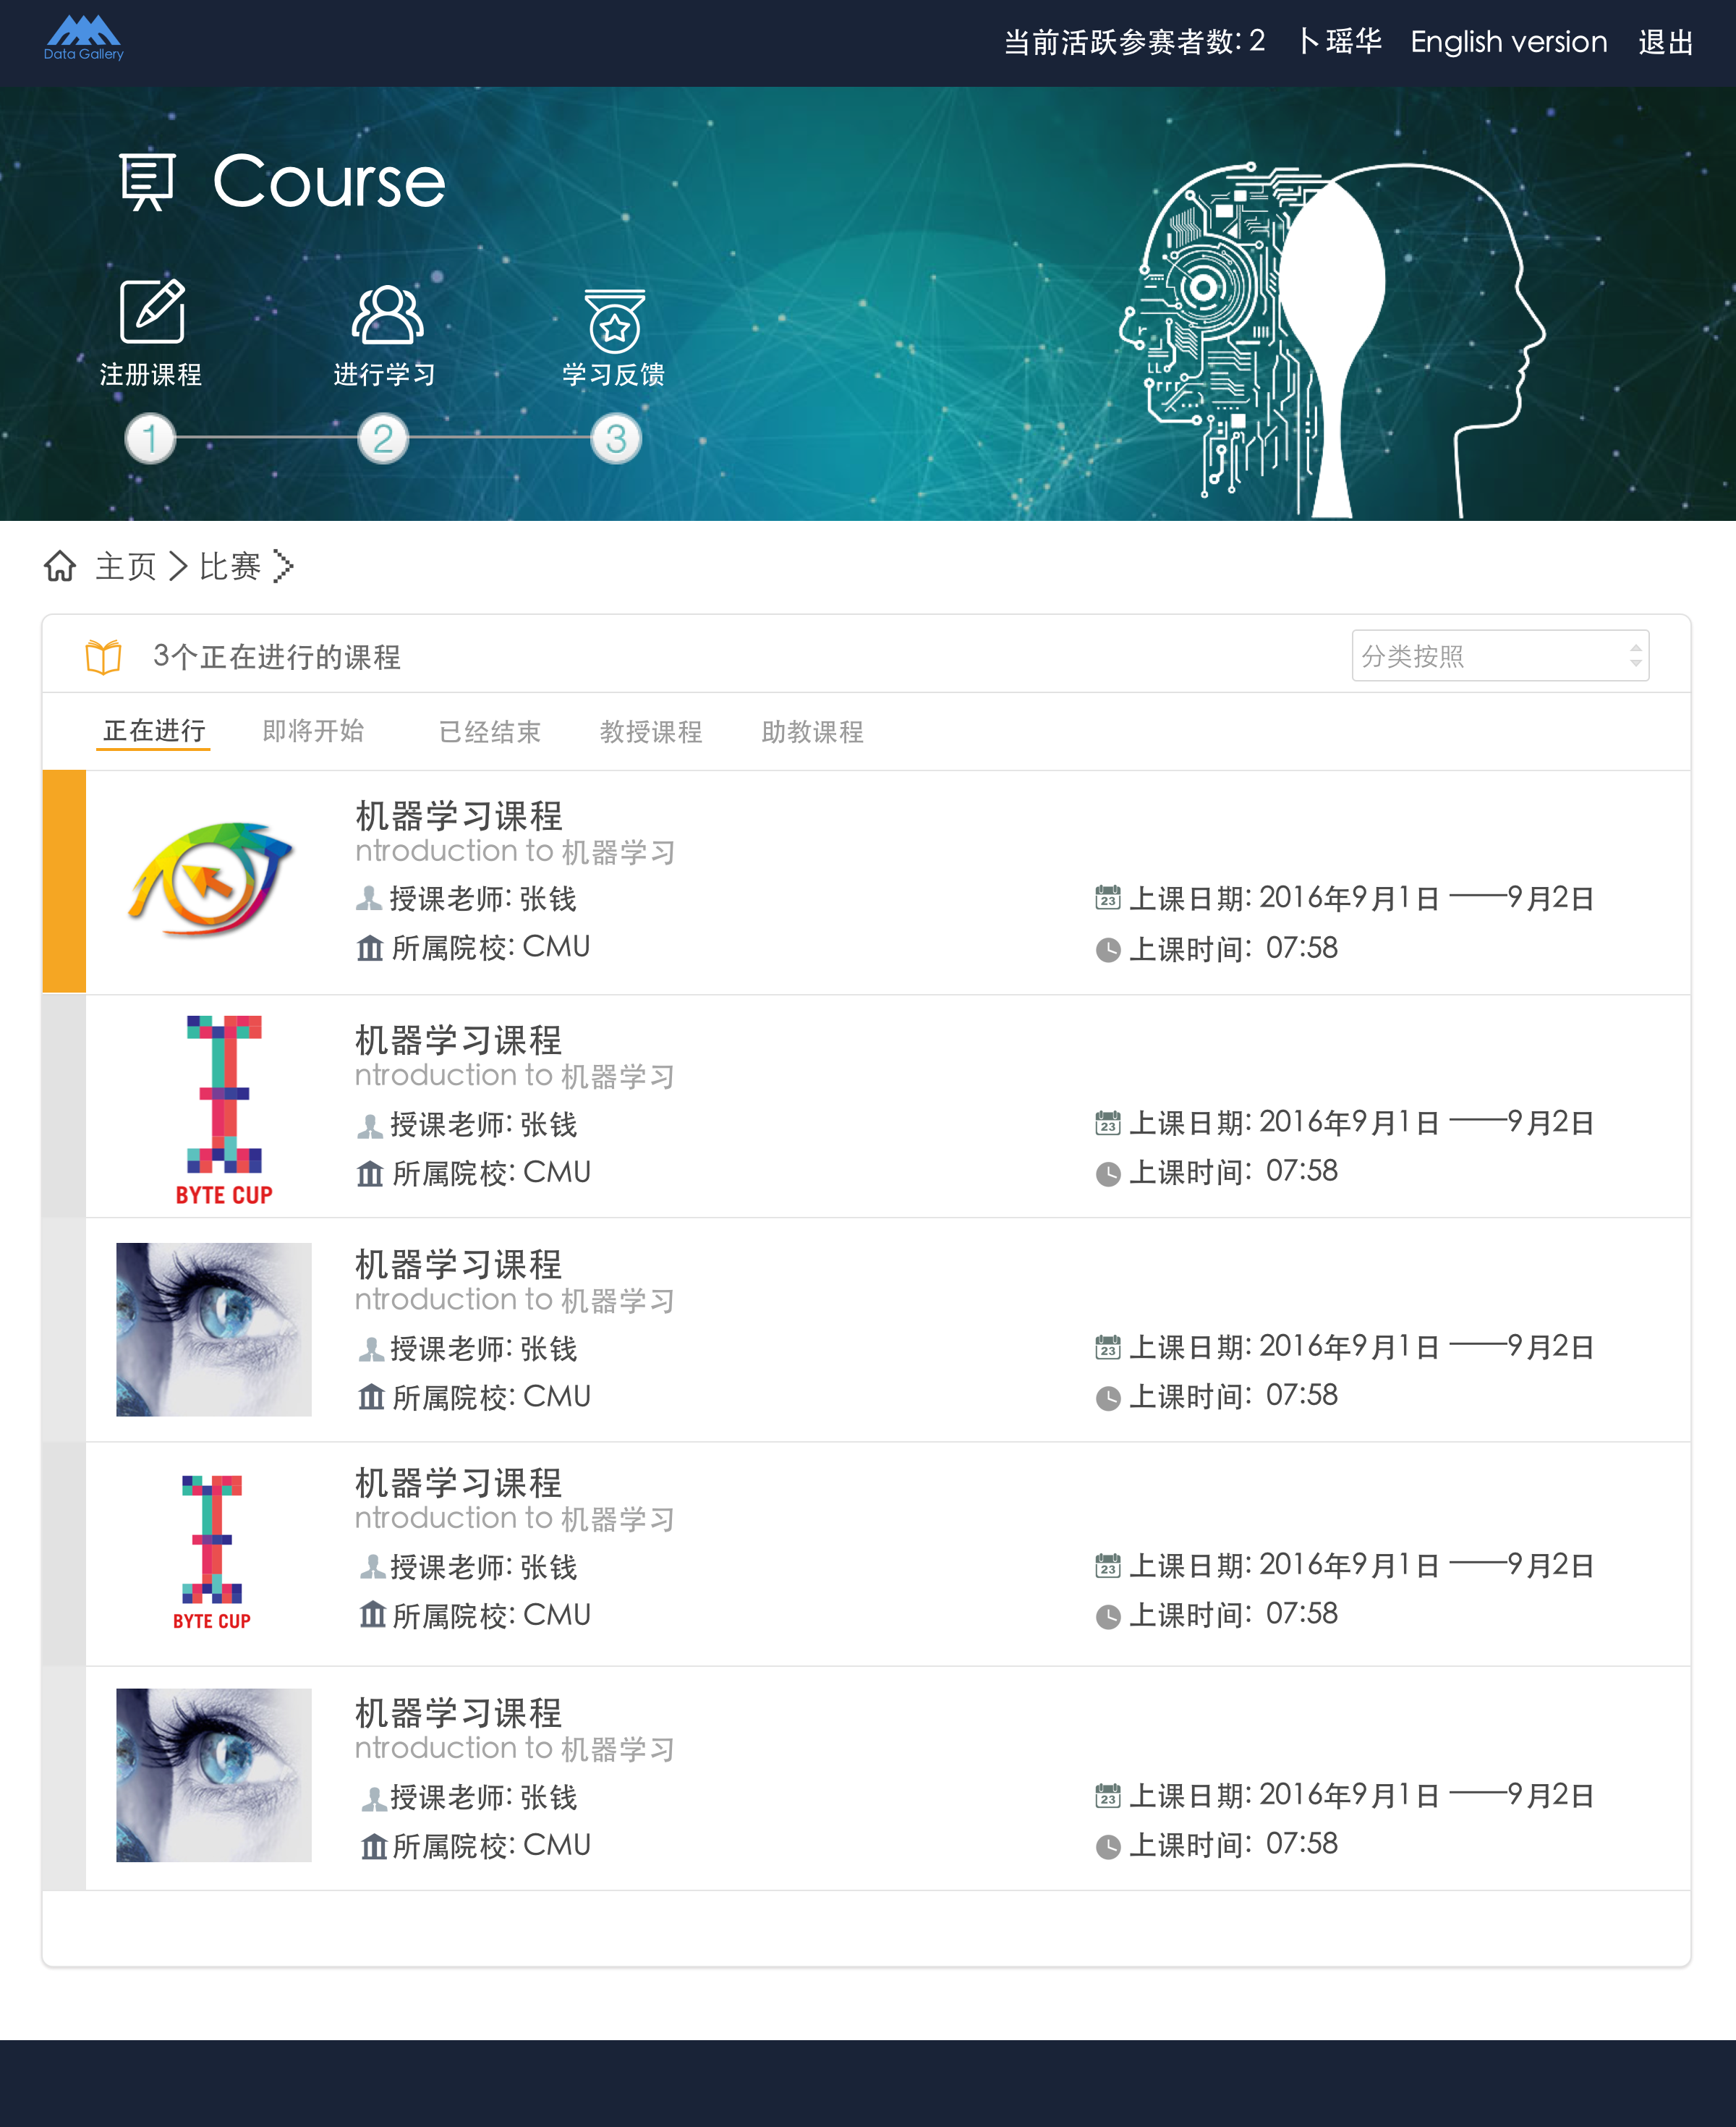 Data Gallery
当前活跃参赛者数: 2 卜瑶华 English version 退出
Course
注册课程 进行学习 学习反馈
1 2 3
主页 比赛
3个正在进行的课程
分类按照
正在进行 即将开始 已经结束 教授课程 助教课程
机器学习课程
ntroduction to 机器学习
授课老师: 张钱
上课日期: 2016年9月1日 ——9月2日
所属院校: CMU
上课时间: 07:58
BYTE CUP
机器学习课程
ntroduction to 机器学习
授课老师: 张钱
上课日期: 2016年9月1日 ——9月2日
所属院校: CMU
上课时间: 07:58
机器学习课程
ntroduction to 机器学习
授课老师: 张钱
上课日期: 2016年9月1日 ——9月2日
所属院校: CMU
上课时间: 07:58
BYTE CUP
机器学习课程
ntroduction to 机器学习
授课老师: 张钱
上课日期: 2016年9月1日 ——9月2日
所属院校: CMU
上课时间: 07:58
机器学习课程
ntroduction to 机器学习
授课老师: 张钱
上课日期: 2016年9月1日 ——9月2日
所属院校: CMU
上课时间: 07:58